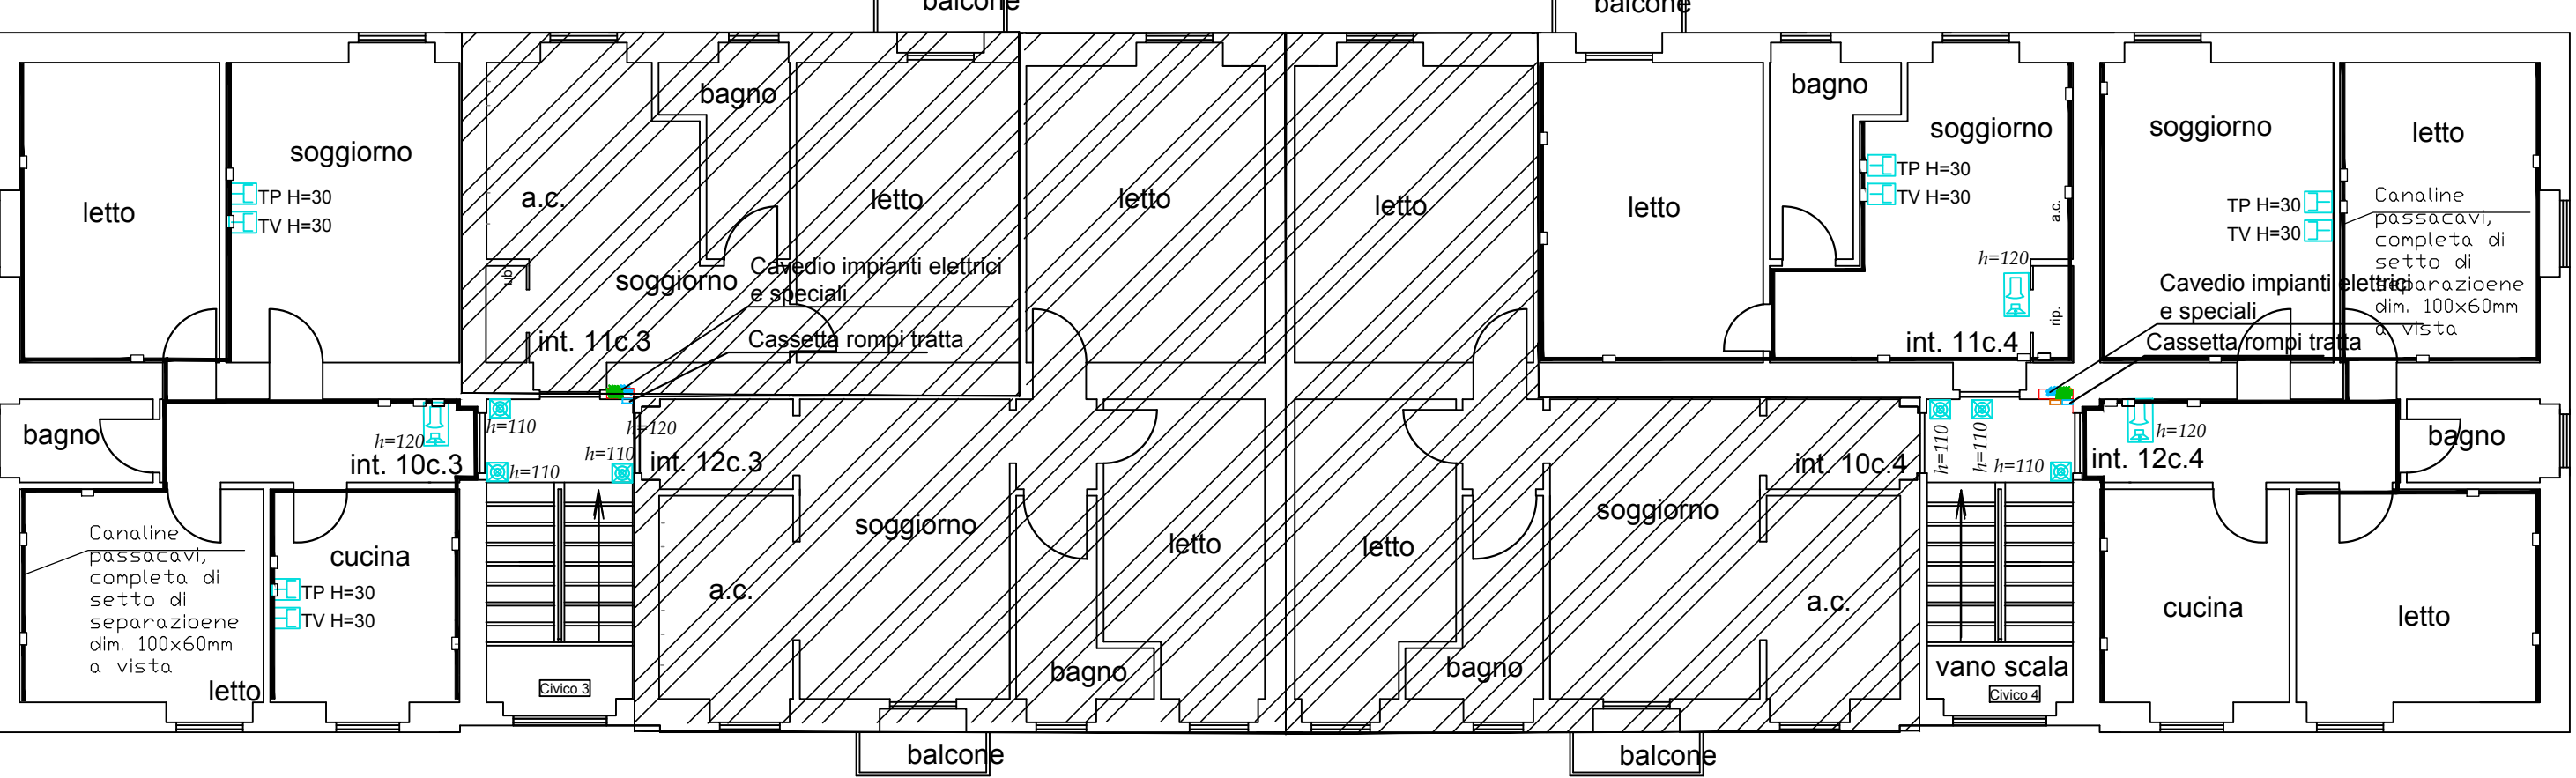 balcone
balcone
letto
soggiorno
TP H=30
TV H=30
a.c.
bagno
letto
soggiorno
Cavedio impianti elettrici
e speciali
Cassetta rompi tratta
int. 11c.3
letto
letto
letto
bagno
soggiorno
TP H=30
TV H=30
a.c.
h=120
rip.
int. 11c.4
soggiorno
TP H=30
TV H=30
letto
Canaline
passacavi,
completa di
setto di
separazioene
dim. 100x60mm
a vista
Cavedio impianti elettrici
e speciali
Cassetta rompi tratta
bagno
h=120
int. 10c.3
h=110
h=110
h=110
h=120
int. 12c.3
int. 10c.4
h=110
h=110
h=110
h=120
int. 12c.4
bagno
Canaline
passacavi,
completa di
setto di
separazioene
dim. 100x60mm
a vista
letto
cucina
TP H=30
TV H=30
Civico 3
a.c.
soggiorno
bagno
letto
letto
bagno
soggiorno
a.c.
vano scala
Civico 4
cucina
letto
balcone
balcone